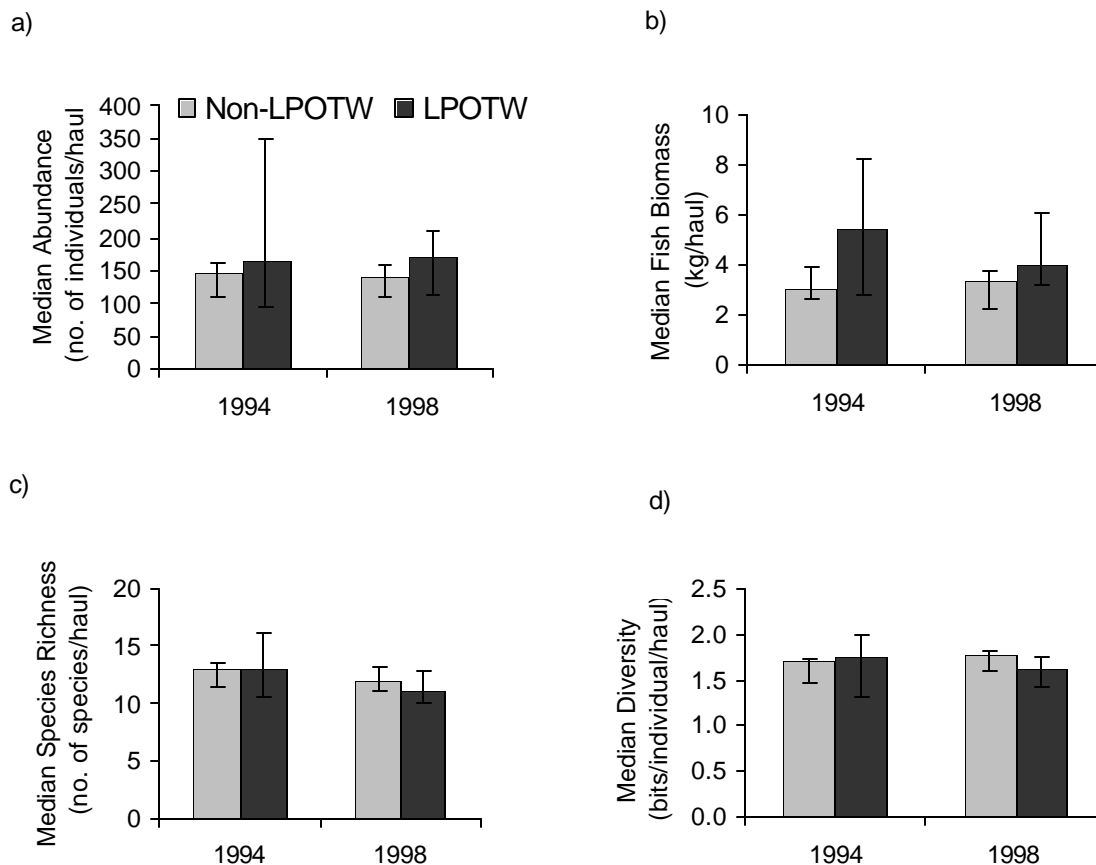 a)
Median Abundance
(no. of individuals/haul
400
350
300
250
200
150
100
50
0
Non-LPOTW LPOTW
1994 1998
b)
Median Fish Biomass
(kg/haul)
10
8
6
4
2
0
1994 1998
c)
Median Species Richness
(no. of species/haul)
20
15
10
5
0
1994 1998
d)
Median Diversity
(bits/individual/haul)
2.5
2.0
1.5
1.0
0.5
0.0
1994 1998